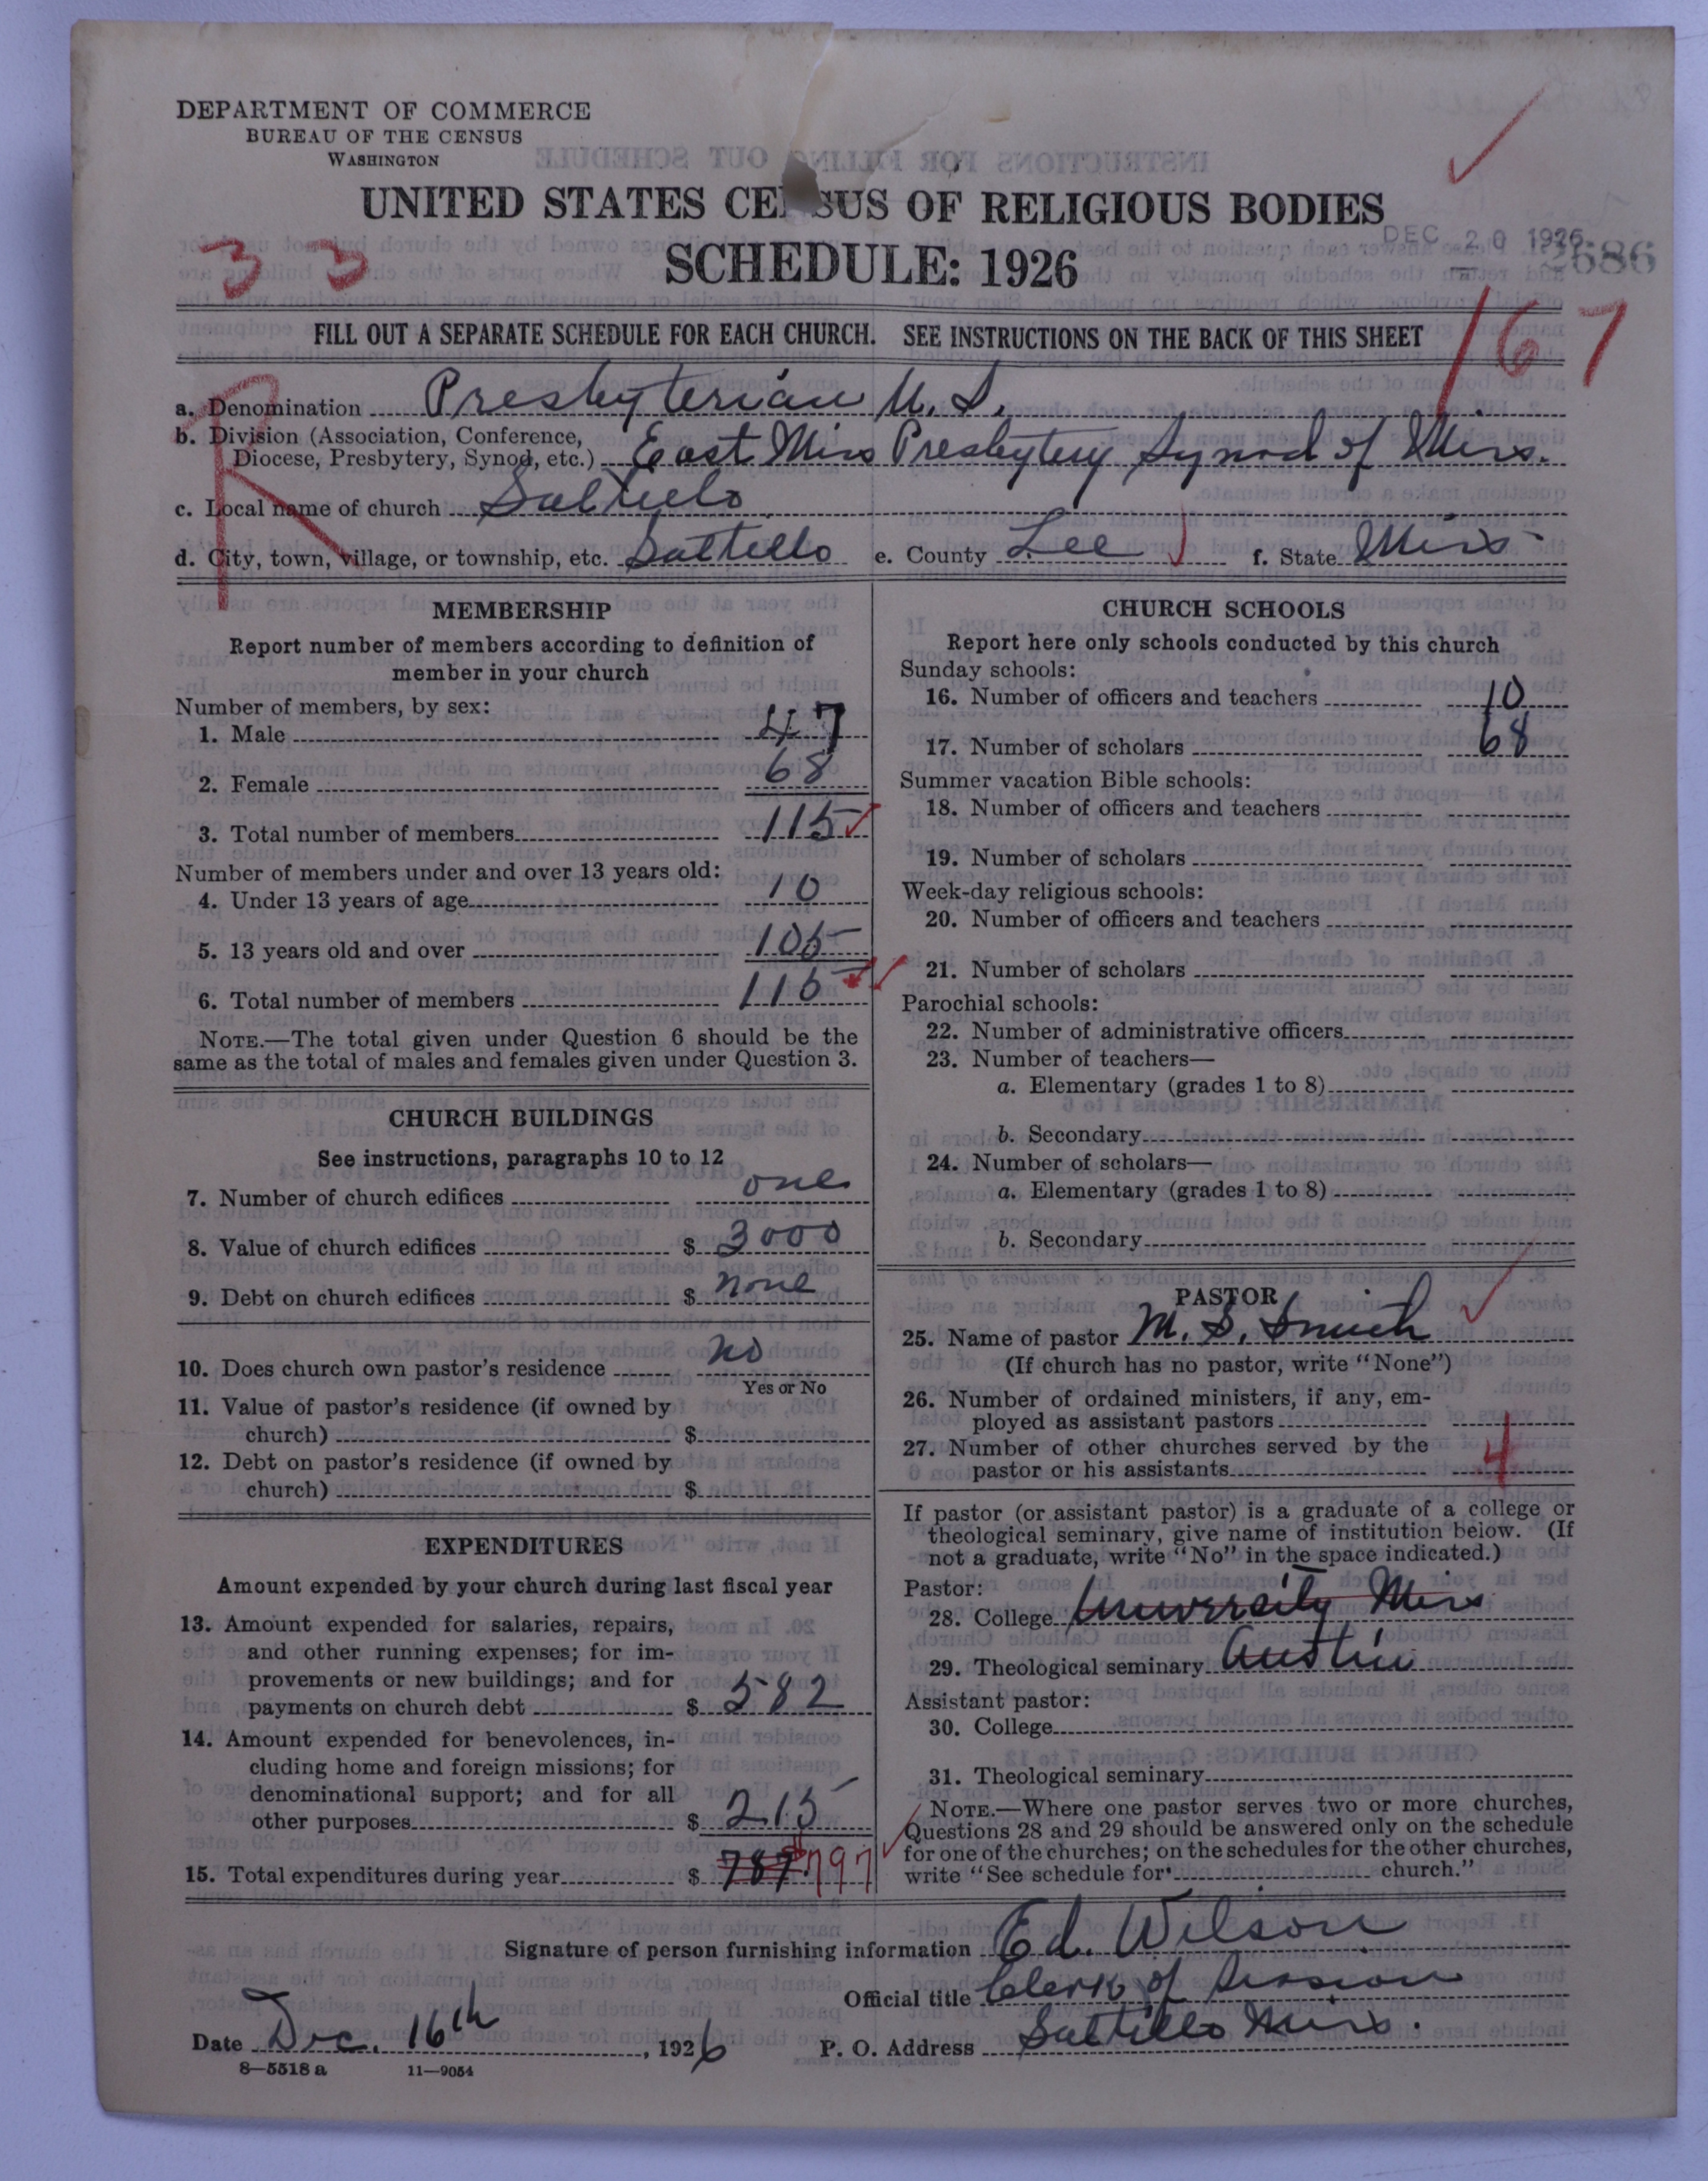 DEPARTMENT OF COMMERCE
BUREAU OF THE CENSUS
WASHINGTON
UNITED STATES CENSUS OF RELIGIOUS BODIES
SCHEDULE: 1926
DEC 20 1926
2686
3 3
167
FILL OUT A SEPARATE SCHEDULE FOR EACH CHURCH. SEE INSTRUCTIONS ON THE BACK OF THIS SHEET
R
a. Denomination Presbyterian U. S.
b. Division (Association, Conference,
Diocese, Presbytery, Synod, etc.) East Miss Presbytery Synod of Miss.
c. Local name of church Saltillo
d. City, town, village, or township, etc. Saltillo e. County Lee f. State Miss
MEMBERSHIP
Report number of members according to definition of
member in your church
Number of members, by sex:
1. Male 47
2. Female 68
3. Total number of members 115
Number of members under and over 13 years old:
4. Under 13 years of age 10
5. 13 years old and over 105
6. Total number of members 115
NOTE.—The total given under Question 6 should be the
same as the total of males and females given under Question 3.
CHURCH BUILDINGS
See instructions, paragraphs 10 to 12
7. Number of church edifices one
8. Value of church edifices $ 3000
9. Debt on church edifices $ none
10. Does church own pastor's residence no
Yes or No
11. Value of pastor's residence (if owned by
church) $
12. Debt on pastor's residence (if owned by
church) $
EXPENDITURES
Amount expended by your church during last fiscal year
13. Amount expended for salaries, repairs,
and other running expenses; for im-
provements or new buildings; and for
payments on church debt $ 582
14. Amount expended for benevolences, in-
cluding home and foreign missions; for
denominational support; and for all
other purposes $ 215
15. Total expenditures during year $ 787 $797
CHURCH SCHOOLS
Report here only schools conducted by this church
Sunday schools:
16. Number of officers and teachers 10
17. Number of scholars 68
Summer vacation Bible schools:
18. Number of officers and teachers
19. Number of scholars
Week-day religious schools:
20. Number of officers and teachers
21. Number of scholars
Parochial schools:
22. Number of administrative officers
23. Number of teachers—
a. Elementary (grades 1 to 8)
b. Secondary
24. Number of scholars—
a. Elementary (grades 1 to 8)
b. Secondary
PASTOR
25. Name of pastor M. S. Smith
(If church has no pastor, write "None")
26. Number of ordained ministers, if any, em-
ployed as assistant pastors
27. Number of other churches served by the
pastor or his assistants 4
If pastor (or assistant pastor) is a graduate of a college or
theological seminary, give name of institution below. (If
not a graduate, write "No" in the space indicated.)
Pastor:
28. College University Miss
29. Theological seminary Austin
Assistant pastor:
30. College
31. Theological seminary
NOTE.—Where one pastor serves two or more churches,
Questions 28 and 29 should be answered only on the schedule
for one of the churches; on the schedules for the other churches,
write "See schedule for church."
Signature of person furnishing information Ed. Wilson
Official title Clerk of Session
Date Dec. 16th, 1926 P. O. Address Saltillo Miss.
8—5518 a 11—9054